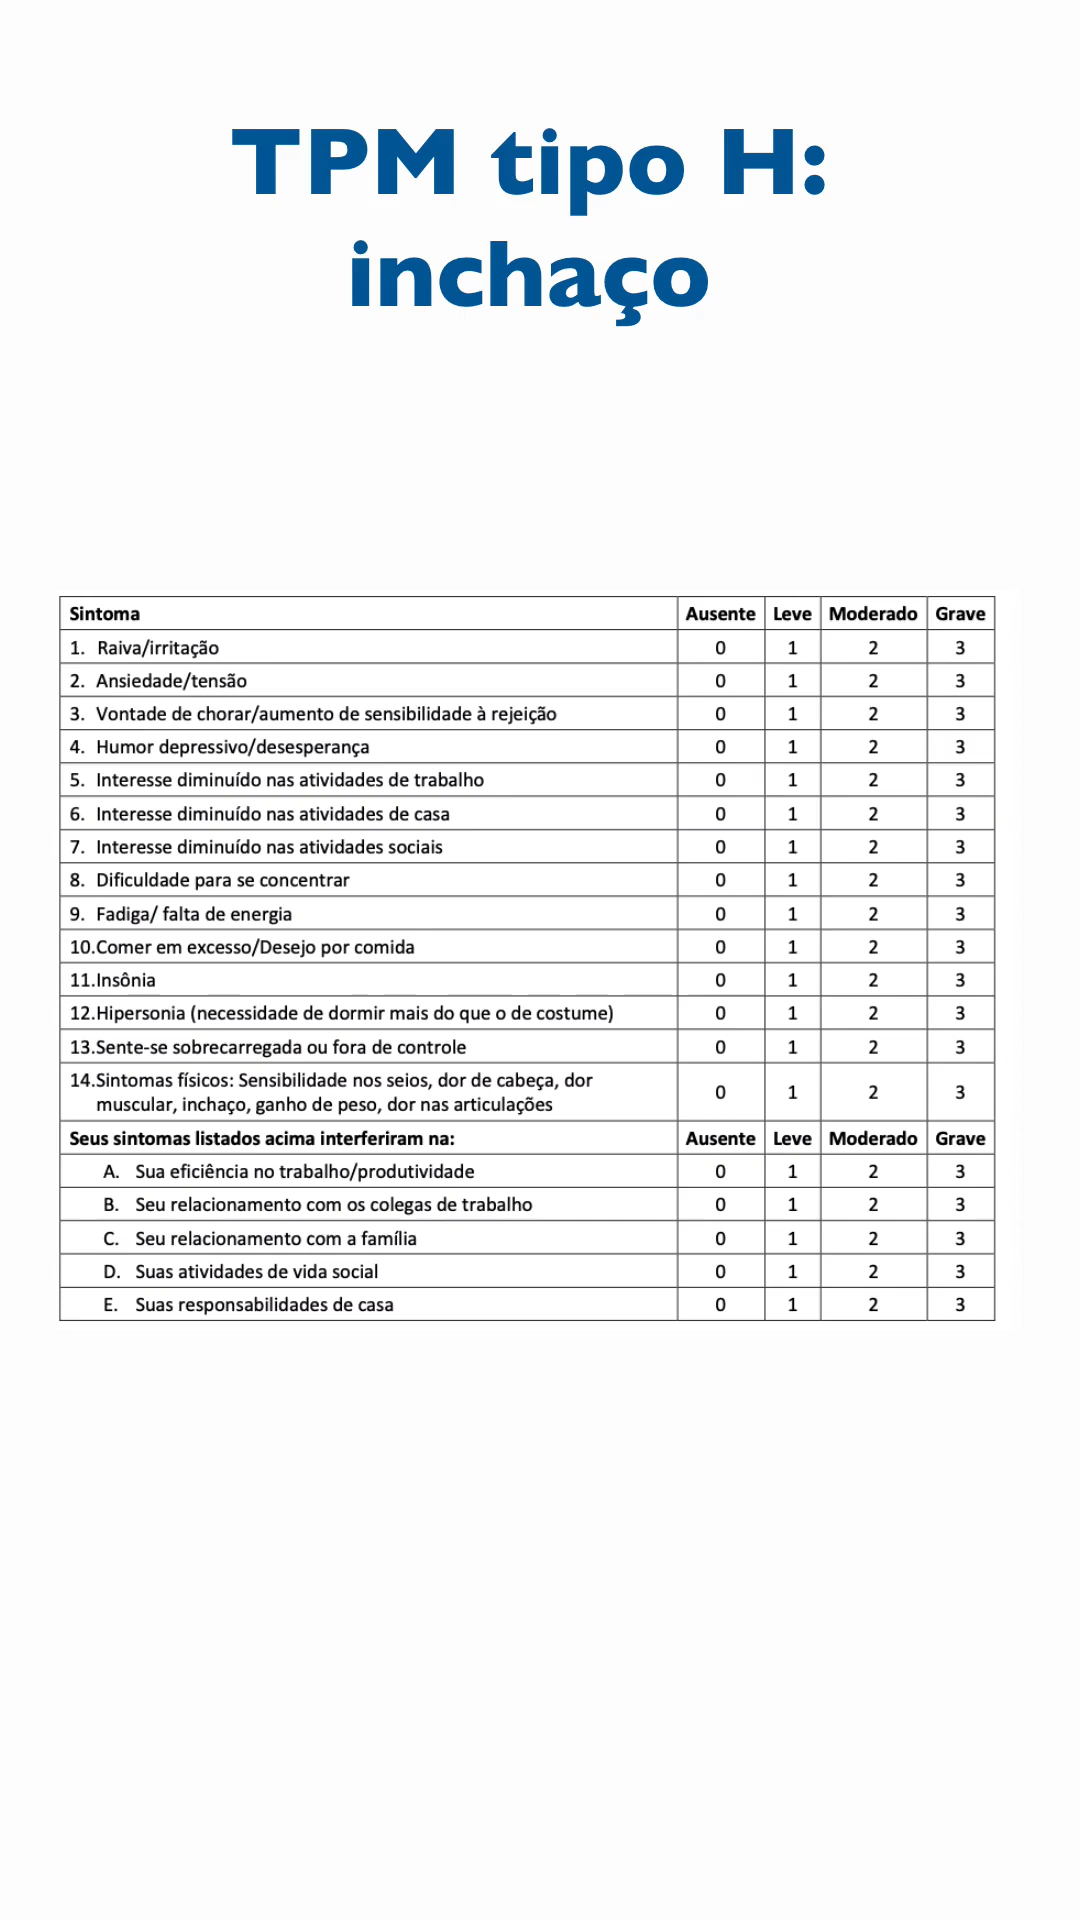 TPM tipo H:
inchaço
Sintoma Ausente Leve Moderado Grave
1. Raiva/irritação 0 1 2 3
2. Ansiedade/tensão 0 1 2 3
3. Vontade de chorar/aumento de sensibilidade à rejeição 0 1 2 3
4. Humor depressivo/desesperança 0 1 2 3
5. Interesse diminuído nas atividades de trabalho 0 1 2 3
6. Interesse diminuído nas atividades de casa 0 1 2 3
7. Interesse diminuído nas atividades sociais 0 1 2 3
8. Dificuldade para se concentrar 0 1 2 3
9. Fadiga/ falta de energia 0 1 2 3
10.Comer em excesso/Desejo por comida 0 1 2 3
11.Insônia 0 1 2 3
12.Hipersonia (necessidade de dormir mais do que o de costume) 0 1 2 3
13.Sente-se sobrecarregada ou fora de controle 0 1 2 3
14.Sintomas físicos: Sensibilidade nos seios, dor de cabeça, dor
muscular, inchaço, ganho de peso, dor nas articulações 0 1 2 3
Seus sintomas listados acima interferiram na: Ausente Leve Moderado Grave
A. Sua eficiência no trabalho/produtividade 0 1 2 3
B. Seu relacionamento com os colegas de trabalho 0 1 2 3
C. Seu relacionamento com a família 0 1 2 3
D. Suas atividades de vida social 0 1 2 3
E. Suas responsabilidades de casa 0 1 2 3